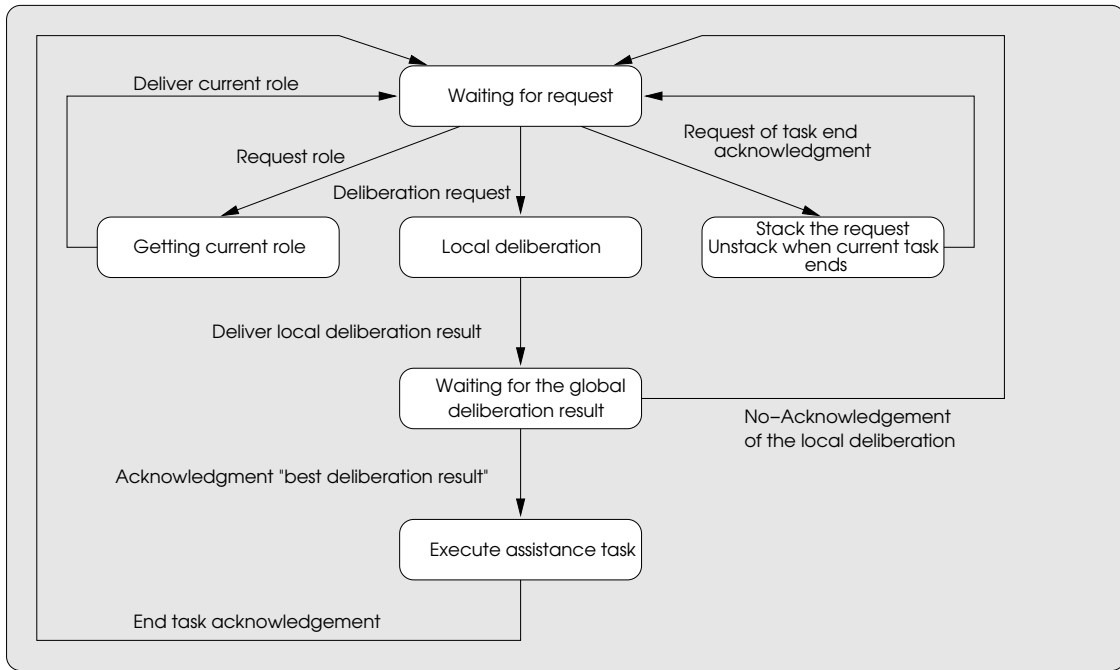 Deliver current role
Waiting for request
Request of task end
acknowledgment
Request role
Deliberation request
Getting current role
Local deliberation
Stack the request
Unstack when current task
ends
Deliver local deliberation result
Waiting for the global
deliberation result
No–Acknowledgement
of the local deliberation
Acknowledgment "best deliberation result"
Execute assistance task
End task acknowledgement